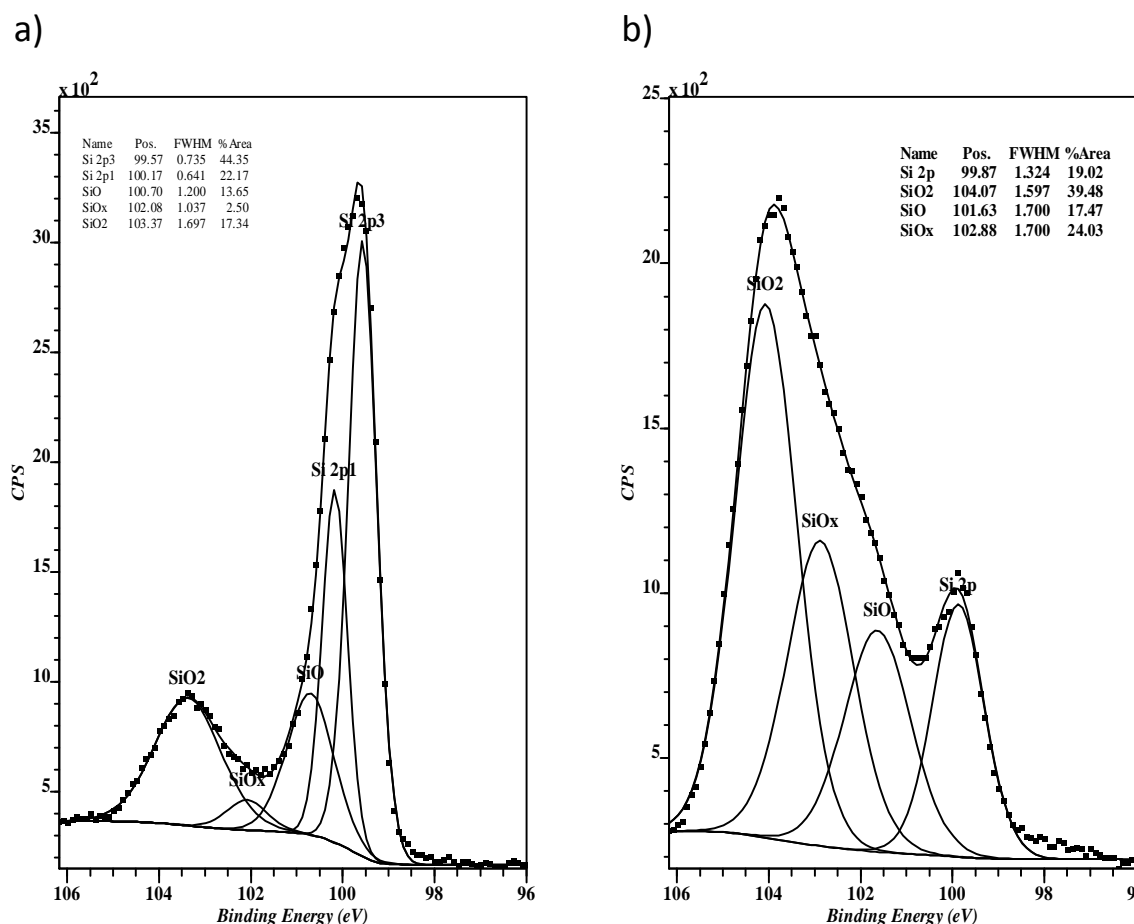 a)
x 10²
Name Pos. FWHM %Area
Si 2p3 99.57 0.735 44.35
Si 2p1 100.17 0.641 22.17
SiO 100.70 1.200 13.65
SiOx 102.08 1.037 2.50
SiO2 103.37 1.697 17.34
35
30
25
20
15
10
5
CPS
Si 2p3
Si 2p1
SiO2
SiO
SiOx
106 104 102 100 98 96
Binding Energy (eV)
b)
x 10²
25
20
15
10
5
CPS
Name Pos. FWHM %Area
Si 2p 99.87 1.324 19.02
SiO2 104.07 1.597 39.48
SiO 101.63 1.700 17.47
SiOx 102.88 1.700 24.03
SiO2
SiOx
SiO
Si 2p
106 104 102 100 98
Binding Energy (eV)